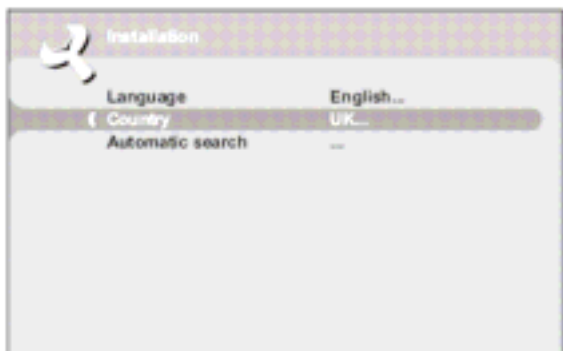 Installation
Language English...
Country UK...
Automatic search ...